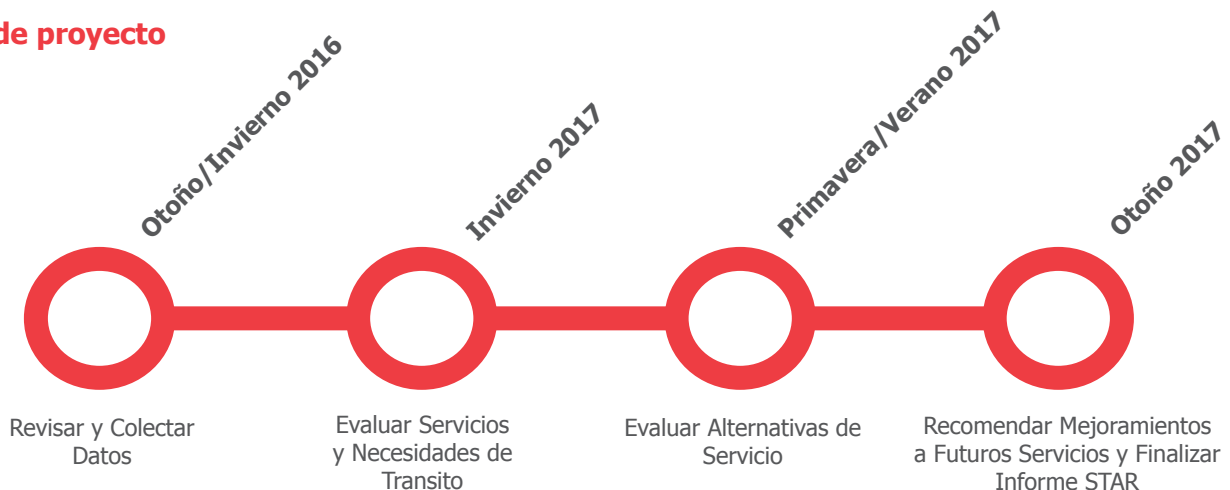 de proyecto
Otoño/Invierno 2016
Invierno 2017
Primavera/Verano 2017
Otoño 2017
Revisar y Colectar
Datos
Evaluar Servicios
y Necesidades de
Transito
Evaluar Alternativas de
Servicio
Recomendar Mejoramientos
a Futuros Servicios y Finalizar
Informe STAR